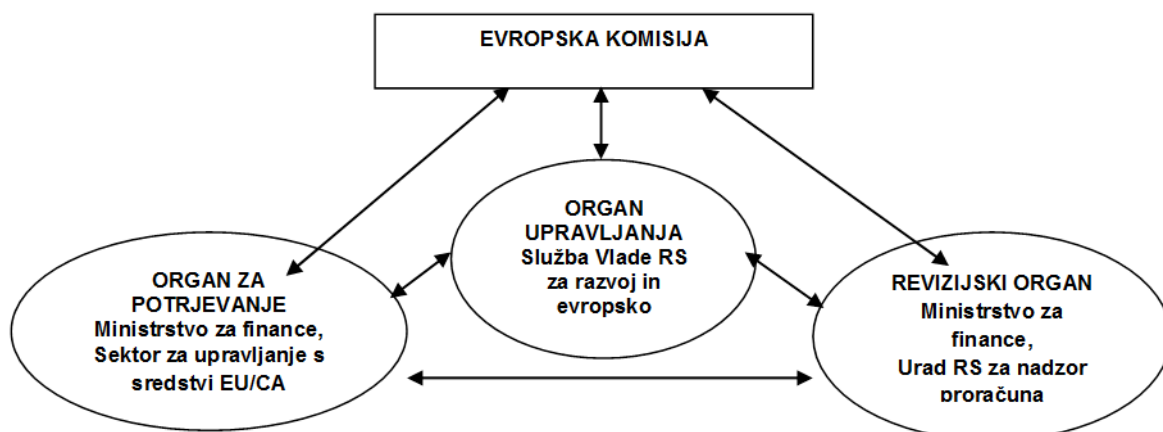 EVROPSKA KOMISIJA
ORGAN
UPRAVLJANJA
Služba Vlade RS
za razvoj in
evropsko
ORGAN ZA
POTRJEVANJE
Ministrstvo za finance,
Sektor za upravljanje s
sredstvi EU/CA
REVIZIJSKI ORGAN
Ministrstvo za
finance,
Urad RS za nadzor
proračuna